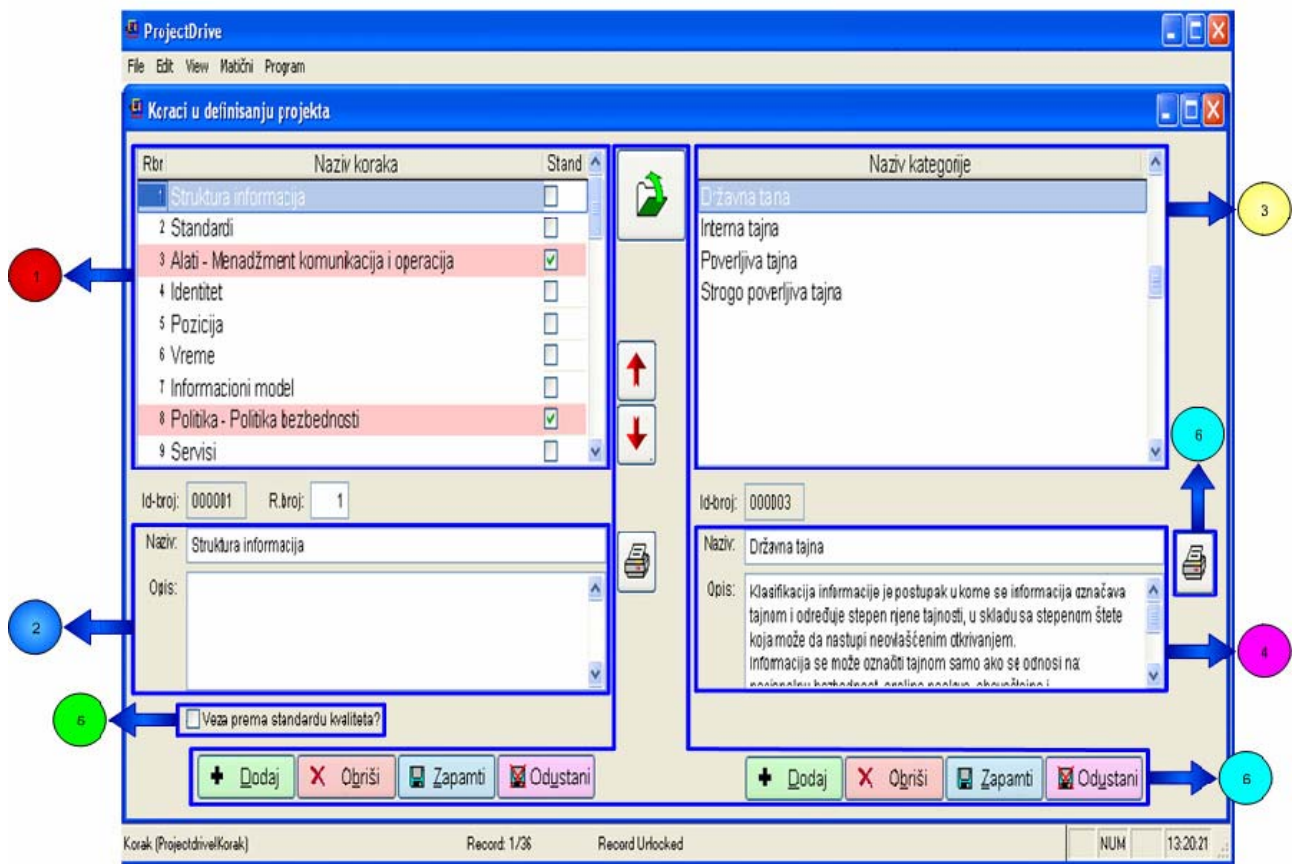 ProjectDrive
File Edit View Matični Program
Koraci u definisanju projekta
Rbr Naziv koraka Stand
1 Struktura informacija
2 Standardi
3 Alati - Menadžment komunikacija i operacija
4 Identitet
5 Pozicija
6 Vreme
7 Informacioni model
8 Politika - Politika bezbednosti
9 Servisi
Naziv kategorije
Državna tajna
Interna tajna
Poverljiva tajna
Strogo poverljiva tajna
1
3
6
Id-broj: 000001 R.broj: 1
Naziv: Struktura informacija
Opis:
2
Id-broj: 000003
Naziv: Državna tajna
Opis: Klasifikacija informacije je postupak u kome se informacija označava
tajnom i određuje stepen njene tajnosti, u skladu sa stepenom štete
koja može da nastupi neovlašćenim otkrivanjem.
Informacija se može označiti tajnom samo ako se odnosi na:
4
Veza prema standardu kvaliteta?
Dodaj Obriši Zapamti Odustani
Dodaj Obriši Zapamti Odustani
6
Korak (Projectdrive!Korak) Record: 1/36 Record Unlocked NUM 13:20:21